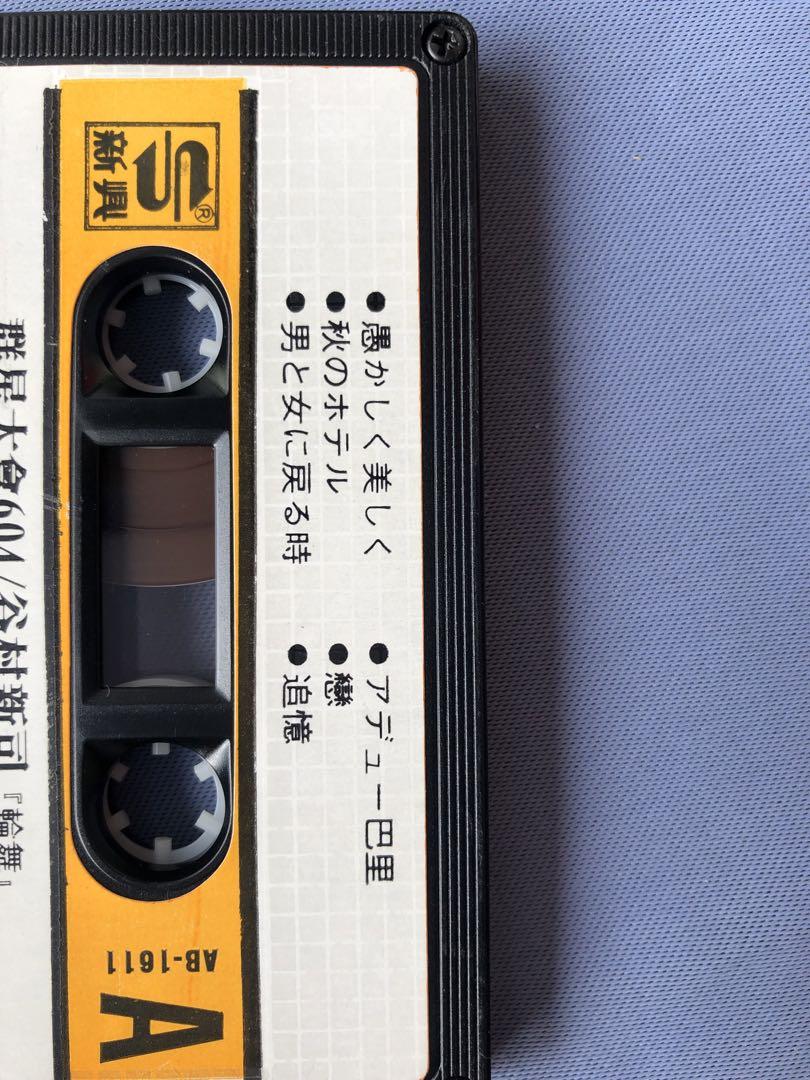 ●愚かしく美しく ●アデュー巴里
●秋のホテル ●戀
●男と女に戻る時 ●追憶
新興®
AB-1611
A
群星大會604/谷村新司『輪舞』